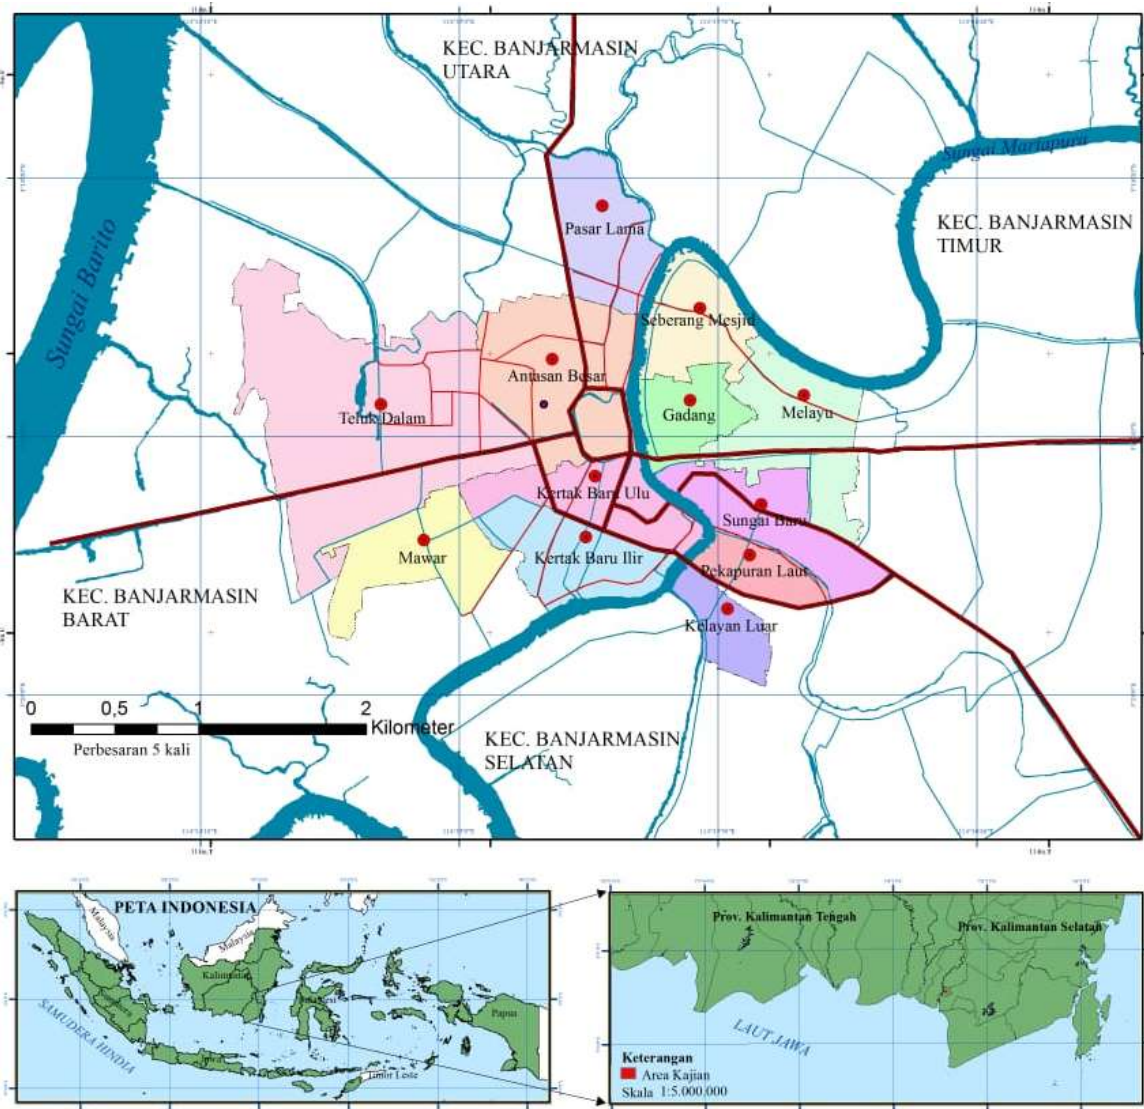 KEC. BANJARMASIN
UTARA
Sungai Martapura
KEC. BANJARMASIN
TIMUR
Pasar Lama
Sungai Barito
Seberang Mesjid
Antasan Besar
Teluk Dalam
Gadang
Melayu
Kertak Baru Ulu
Sungai Baru
Mawar
Kertak Baru Ilir
Pekapuran Laut
KEC. BANJARMASIN
BARAT
Kelayan Luar
0 0,5 1 2
Kilometer
Perbesaran 5 kali
KEC. BANJARMASIN
SELATAN
PETA INDONESIA
Malaysia
Malaysia
Kalimantan
Papua
SAMUDERA HINDIA
Jawa
Timor Leste
Prov. Kalimantan Tengah
Prov. Kalimantan Selatan
LAUT JAWA
Keterangan
Area Kajian
Skala 1:5.000.000